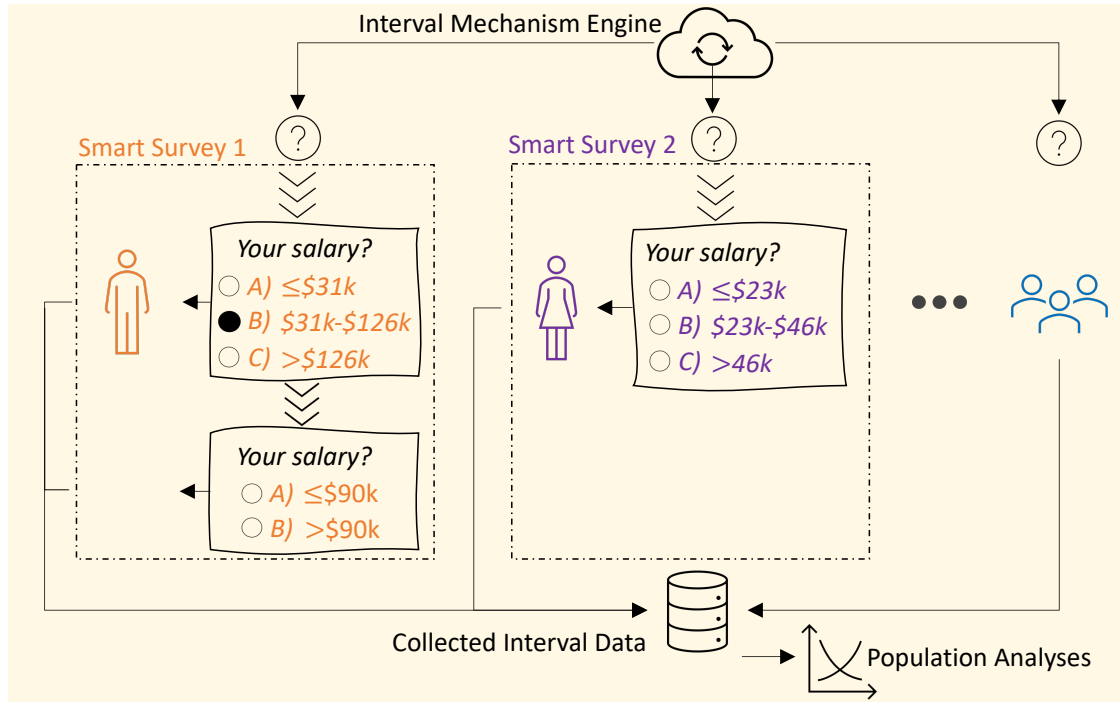 Interval Mechanism Engine
?
?
?
Smart Survey 1
Smart Survey 2
Your salary?
A) ≤$31k
B) $31k-$126k
C) >$126k
Your salary?
A) ≤$90k
B) >$90k
Your salary?
A) ≤$23k
B) $23k-$46k
C) >46k
Collected Interval Data
Population Analyses